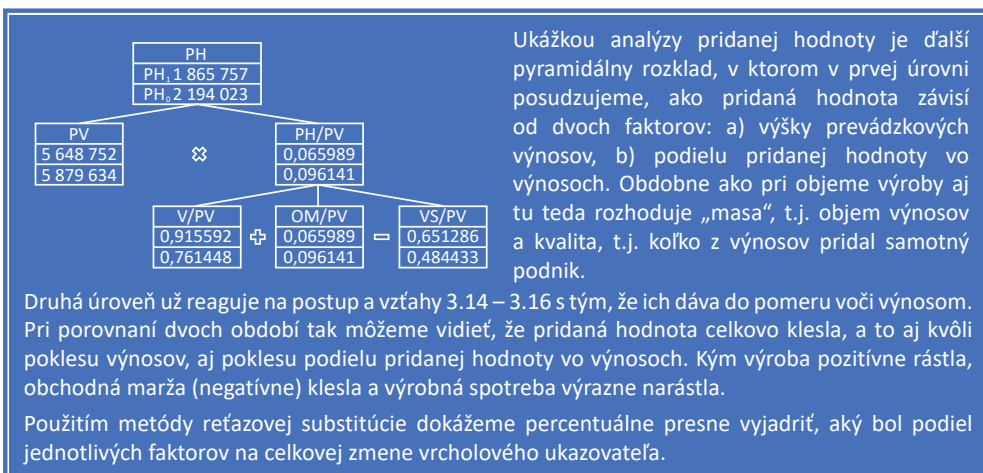 PH
PH₁ 1 865 757
PH₀ 2 194 023
PV
5 648 752
5 879 634
PH/PV
0,065989
0,096141
V/PV
0,915592
0,761448
OM/PV
0,065989
0,096141
VS/PV
0,651286
0,484433
Ukážkou analýzy pridanej hodnoty je ďalší
pyramidálny rozklad, v ktorom v prvej úrovni
posudzujeme, ako pridaná hodnota závisí
od dvoch faktorov: a) výšky prevádzkových
výnosov, b) podielu pridanej hodnoty vo
výnosoch. Obdobne ako pri objeme výroby aj
tu teda rozhoduje „masa“, t.j. objem výnosov
a kvalita, t.j. koľko z výnosov pridal samotný
podnik.
Druhá úroveň už reaguje na postup a vzťahy 3.14 – 3.16 s tým, že ich dáva do pomeru voči výnosom.
Pri porovnaní dvoch období tak môžeme vidieť, že pridaná hodnota celkovo klesla, a to aj kvôli
poklesu výnosov, aj poklesu podielu pridanej hodnoty vo výnosoch. Kým výroba pozitívne rástla,
obchodná marža (negatívne) klesla a výrobná spotreba výrazne narástla.
Použitím metódy reťazovej substitúcie dokážeme percentuálne presne vyjadriť, aký bol podiel
jednotlivých faktorov na celkovej zmene vrcholového ukazovateľa.